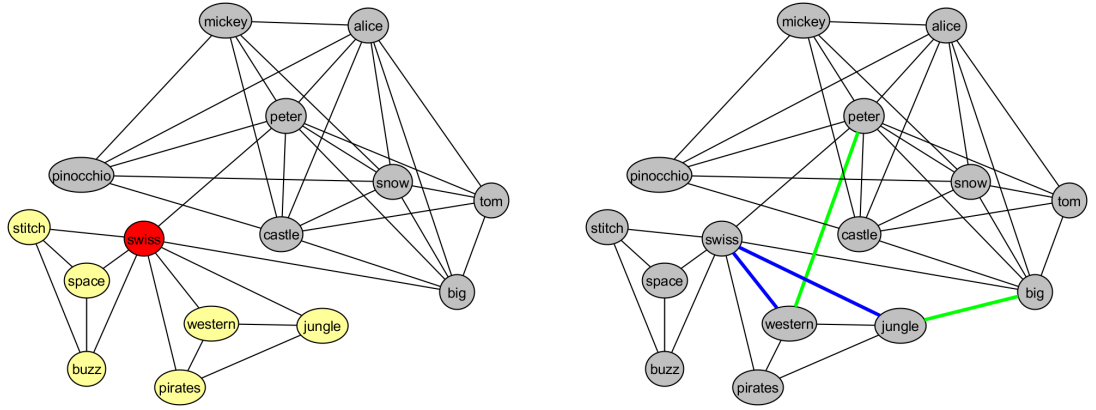 mickey
alice
peter
pinocchio
snow
tom
stitch
swiss
castle
space
big
western
jungle
buzz
pirates
mickey
alice
peter
pinocchio
snow
tom
stitch
swiss
castle
space
big
western
jungle
buzz
pirates